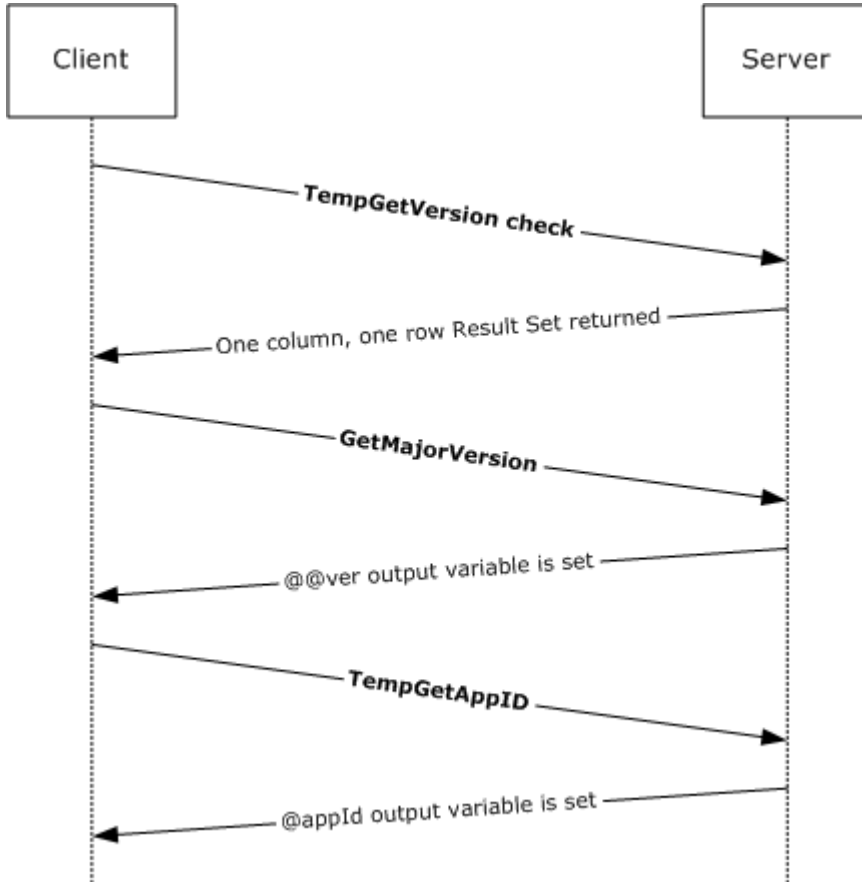 Client
Server
TempGetVersion check
One column, one row Result Set returned
GetMajorVersion
@@ver output variable is set
TempGetAppID
@appId output variable is set